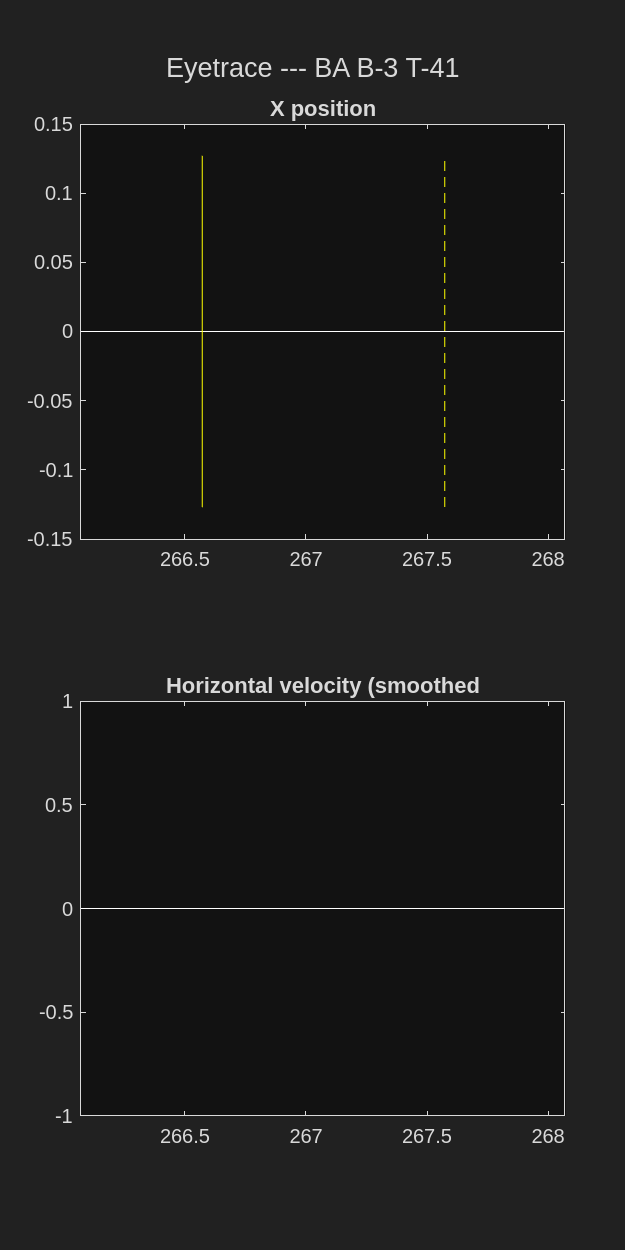 Eyetrace --- BA B-3 T-41
X position
0.15
0.1
0.05
0
-0.05
-0.1
-0.15
266.5 267 267.5 268
Horizontal velocity (smoothed
1
0.5
0
-0.5
-1
266.5 267 267.5 268